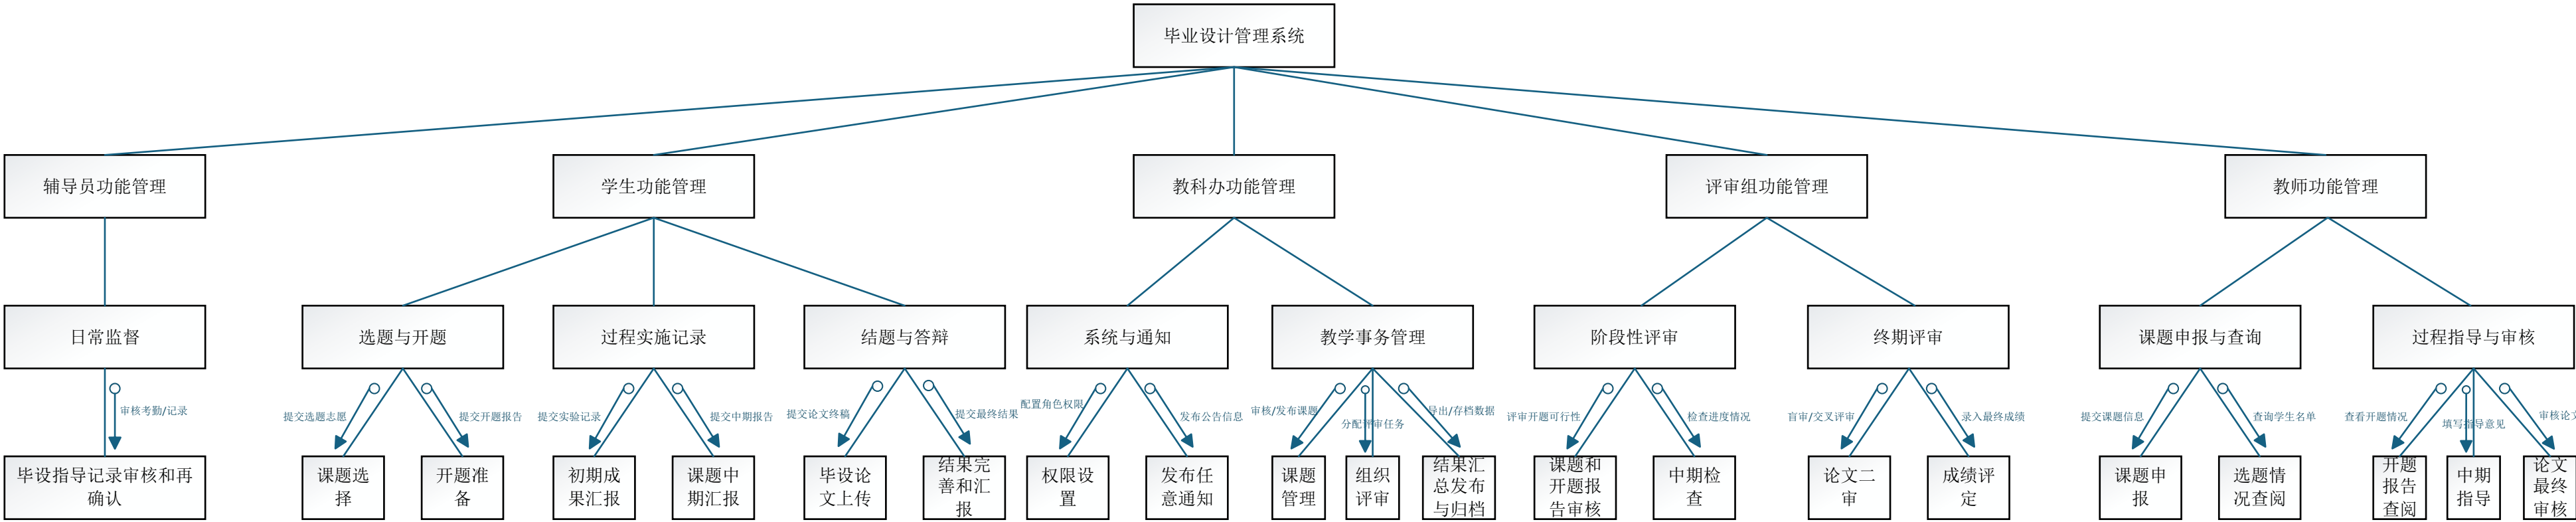 毕业设计管理系统
辅导员功能管理
学生功能管理
教科办功能管理
评审组功能管理
教师功能管理
日常监督
选题与开题
过程实施记录
结题与答辩
系统与通知
教学事务管理
阶段性评审
终期评审
课题申报与查询
过程指导与审核
审核考勤/记录
提交选题志愿
提交开题报告
提交实验记录
提交中期报告
提交论文终稿
提交最终结果
配置角色权限
发布公告信息
审核/发布课题
分配评审任务
导出/存档数据
评审开题可行性
检查进度情况
盲审/交叉评审
录入最终成绩
提交课题信息
查询学生名单
查看开题情况
填写指导意见
审核论文
毕设指导记录审核和再
确认
课题选
择
开题准
备
初期成
果汇报
课题中
期汇报
毕设论
文上传
结果完
善和汇
报
权限设
置
发布任
意通知
课题
管理
组织
评审
结果汇
总发布
与归档
课题和
开题报
告审核
中期检
查
论文二
审
成绩评
定
课题申
报
选题情
况查阅
开题
报告
查阅
中期
指导
论文
最终
审核